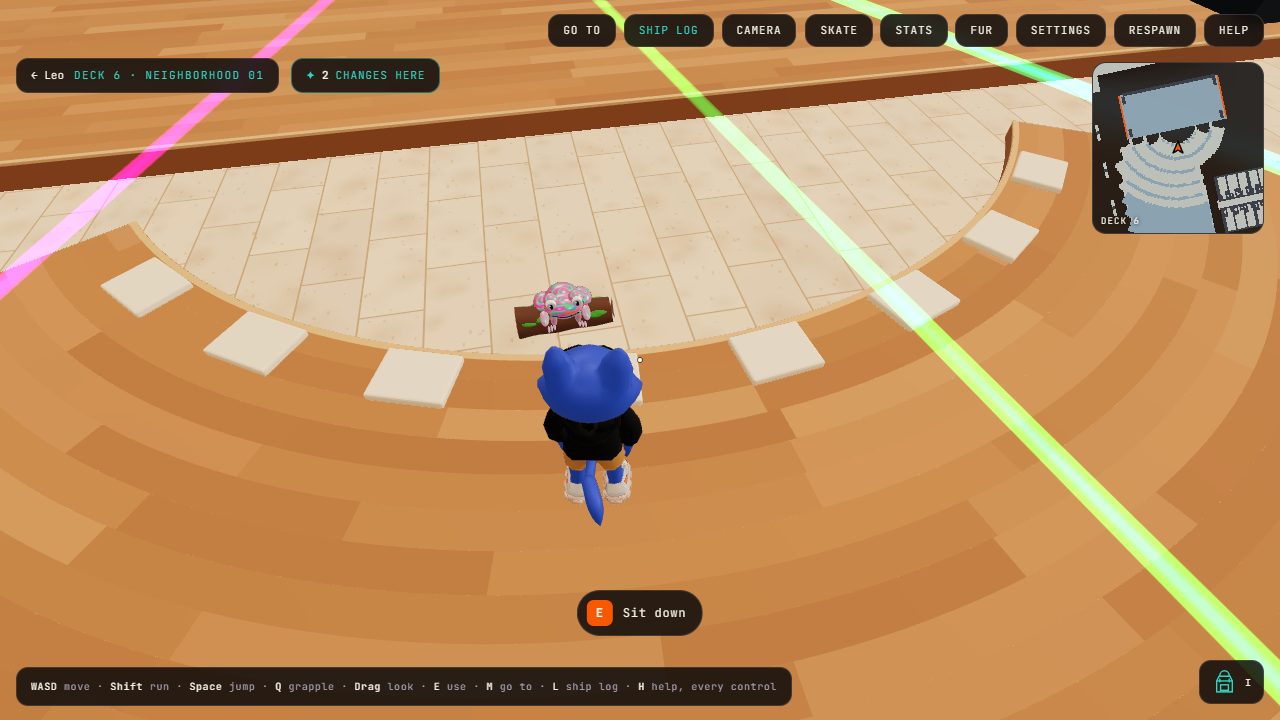 GO TO
SHIP LOG
CAMERA
SKATE
STATS
FUR
SETTINGS
RESPAWN
HELP
← Leo DECK 6 · NEIGHBORHOOD 01
✦ 2 CHANGES HERE
DECK 6
E Sit down
WASD move · Shift run · Space jump · Q grapple · Drag look · E use · M go to · L ship log · H help, every control
I